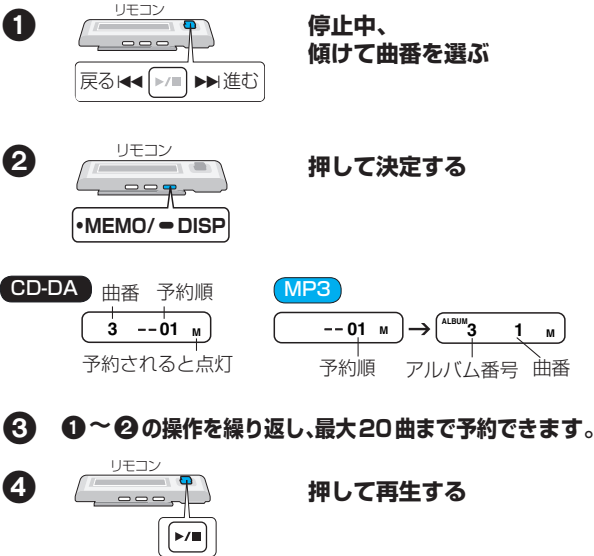 ❶
リモコン
停止中、
傾けて曲番を選ぶ
戻る⏮ ▶/■ ⏭進む
❷
リモコン
押して決定する
•MEMO/ ━ DISP
CD-DA 曲番 予約順
3 --01 M
予約されると点灯
MP3
--01 M → ALBUM 3 1 M
予約順 アルバム番号 曲番
❸ ❶～❷の操作を繰り返し、最大20曲まで予約できます。
❹
リモコン
押して再生する
▶/■